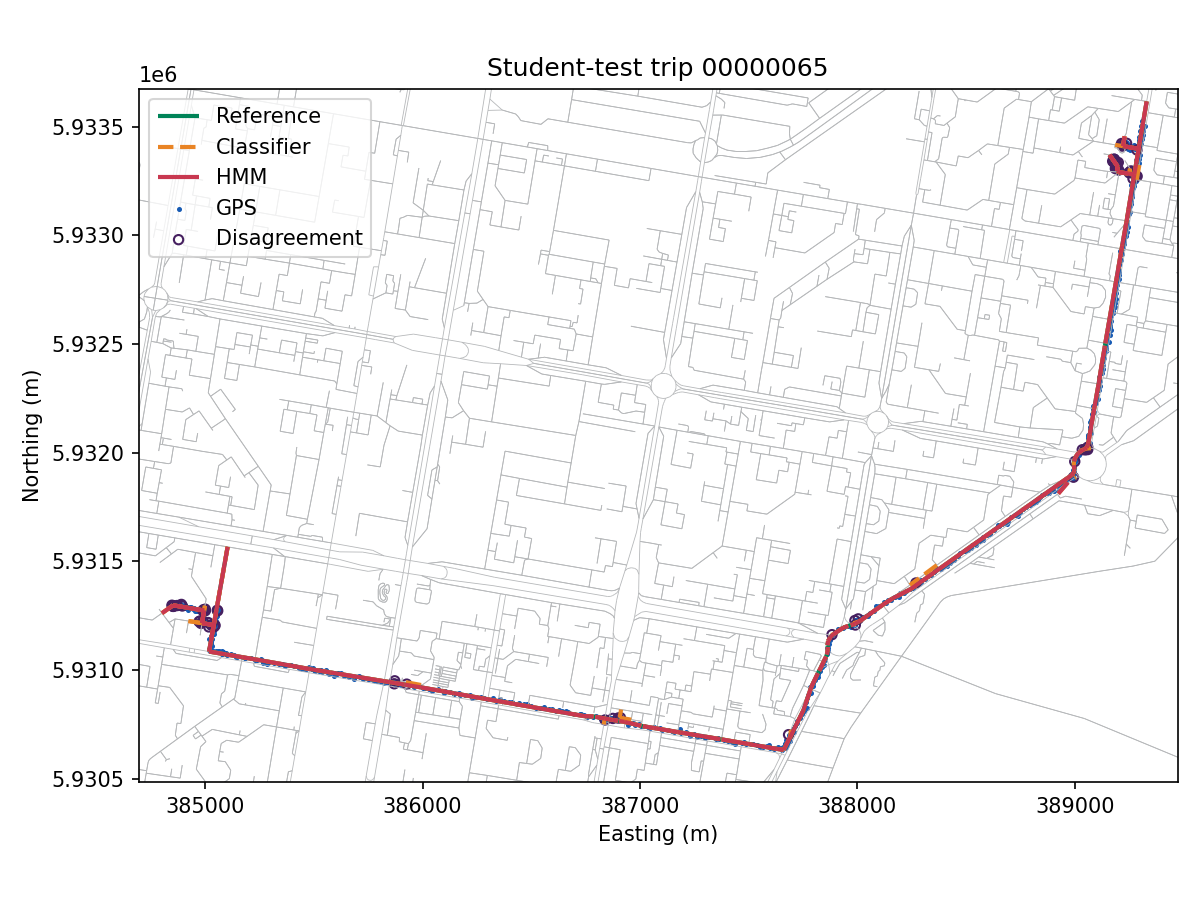 Student-test trip 00000065
1e6
Reference
Classifier
HMM
GPS
Disagreement
5.9335
5.9330
5.9325
5.9320
5.9315
5.9310
5.9305
Northing (m)
385000 386000 387000 388000 389000
Easting (m)